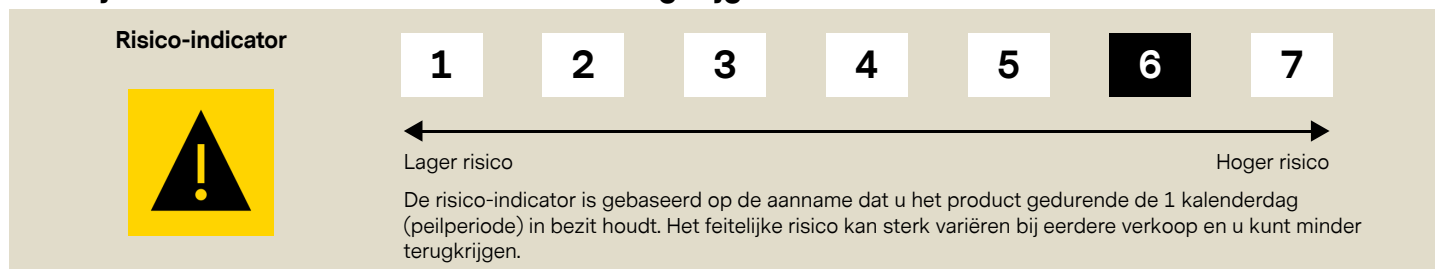 Risico-indicator
1 2 3 4 5 6 7
Lager risico Hoger risico
De risico-indicator is gebaseerd op de aanname dat u het product gedurende de 1 kalenderdag
(peilperiode) in bezit houdt. Het feitelijke risico kan sterk variëren bij eerdere verkoop en u kunt minder
terugkrijgen.